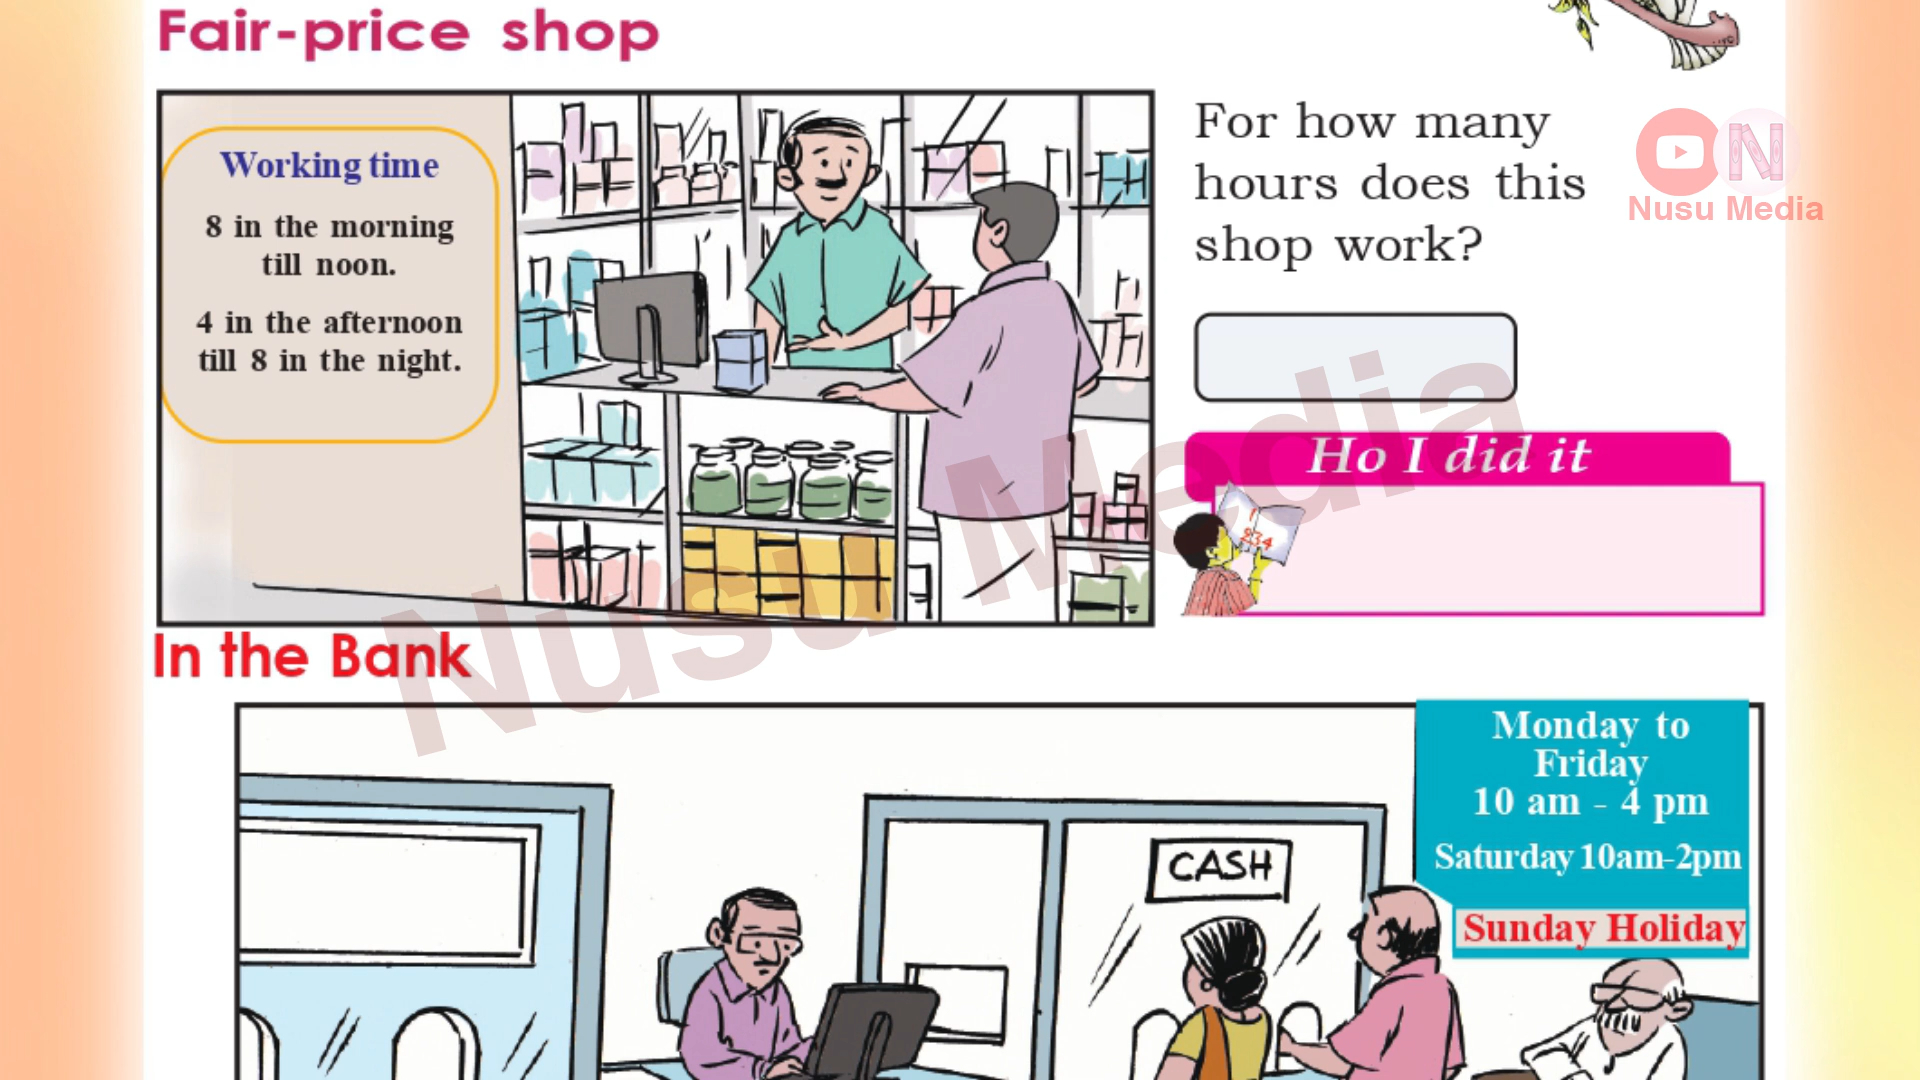 Fair-price shop
Working time
8 in the morning
till noon.
4 in the afternoon
till 8 in the night.
For how many
hours does this
shop work?
N
Nusu Media
Ho I did it
1
234
Nusu Media
In the Bank
Monday to
Friday
10 am - 4 pm
Saturday 10am-2pm
Sunday Holiday
CASH